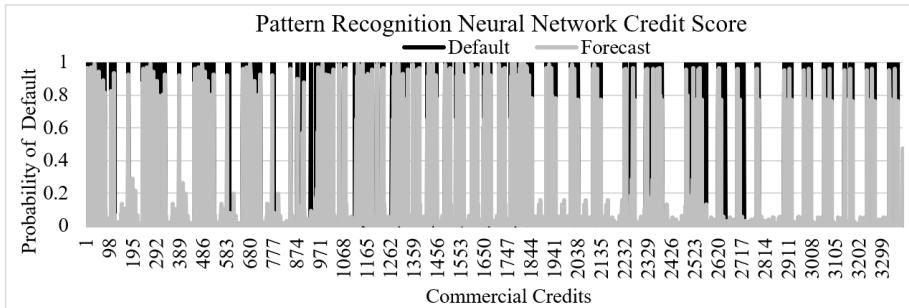 Pattern Recognition Neural Network Credit Score
Default Forecast
Probability of Default
1
0.8
0.6
0.4
0.2
0
1 98 195 292 389 486 583 680 777 874 971 1068 1165 1262 1359 1456 1553 1650 1747 1844 1941 2038 2135 2232 2329 2426 2523 2620 2717 2814 2911 3008 3105 3202 3299
Commercial Credits